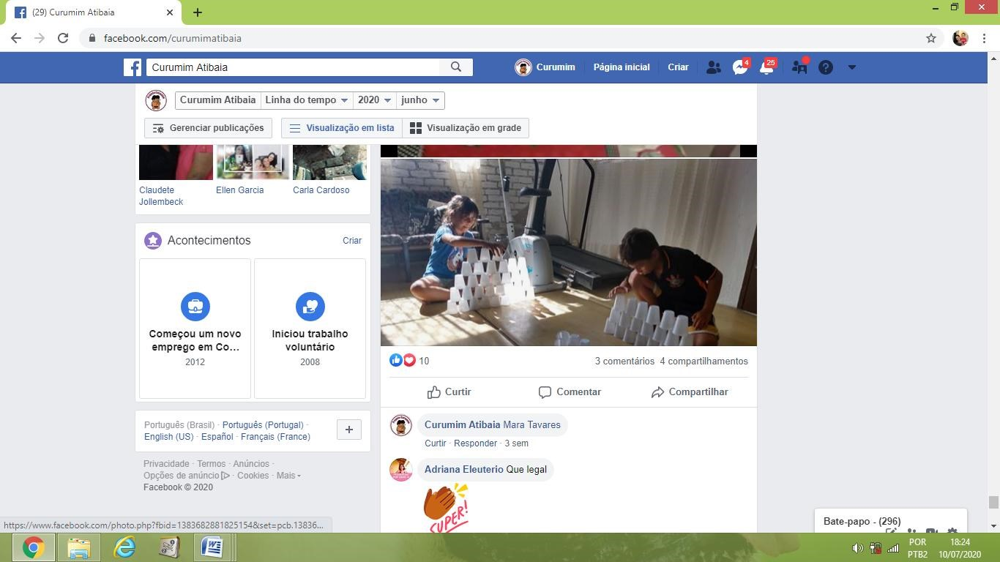 (29) Curumim Atibaia
facebook.com/curumimatibaia
Curumim Atibaia
Curumim
Página inicial
Criar
4
25
Curumim Atibaia
Linha do tempo
2020
junho
Gerenciar publicações
Visualização em lista
Visualização em grade
Claudete
Jollembeck
Ellen Garcia
Carla Cardoso
Acontecimentos
Criar
Começou um novo
emprego em Co...
2012
Iniciou trabalho
voluntário
2008
Português (Brasil) · Português (Portugal) ·
English (US) · Español · Français (France)
Privacidade · Termos · Anúncios ·
Opções de anúncio · Cookies · Mais
Facebook © 2020
10
3 comentários 4 compartilhamentos
Curtir
Comentar
Compartilhar
Curumim Atibaia Mara Tavares
Curtir · Responder · 3 sem
Adriana Eleuterio Que legal
SUPER!
https://www.facebook.com/photo.php?fbid=1383682881825154&set=pcb.13836...
Bate-papo - (296)
POR
PTB2
18:24
10/07/2020